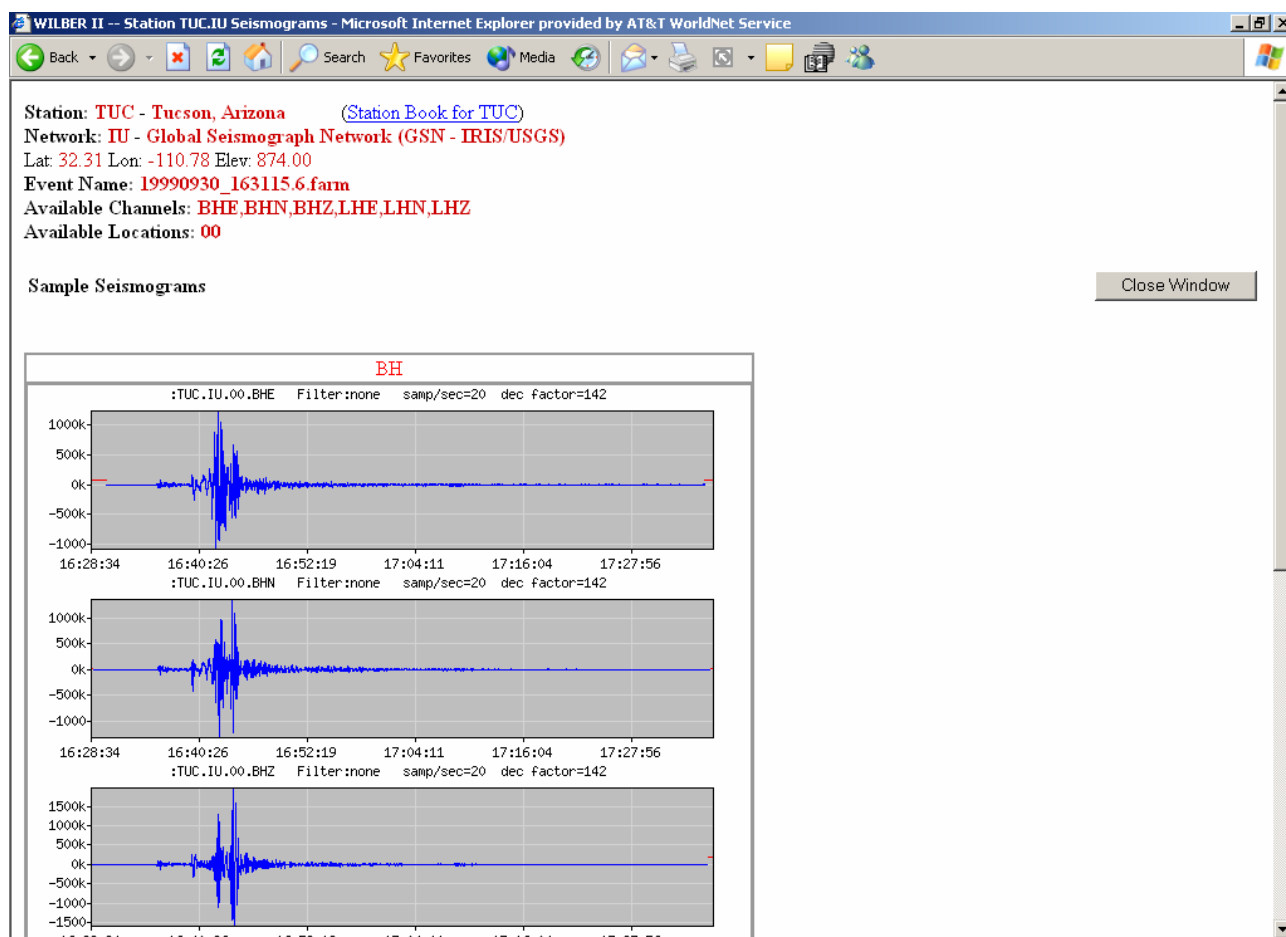 WILBER II -- Station TUC.IU Seismograms - Microsoft Internet Explorer provided by AT&T WorldNet Service
Back Search Favorites Media
Station: TUC - Tucson, Arizona (Station Book for TUC)
Network: IU - Global Seismograph Network (GSN - IRIS/USGS)
Lat: 32.31 Lon: -110.78 Elev: 874.00
Event Name: 19990930_163115.6.farm
Available Channels: BHE,BHN,BHZ,LHE,LHN,LHZ
Available Locations: 00
Sample Seismograms
Close Window
BH
:TUC.IU.00.BHE Filter:none samp/sec=20 dec factor=142
1000k
500k
0k
-500k
-1000
16:28:34 16:40:26 16:52:19 17:04:11 17:16:04 17:27:56
:TUC.IU.00.BHN Filter:none samp/sec=20 dec factor=142
1000k
500k
0k
-500k
-1000
16:28:34 16:40:26 16:52:19 17:04:11 17:16:04 17:27:56
:TUC.IU.00.BHZ Filter:none samp/sec=20 dec factor=142
1500k
1000k
500k
0k
-500k
-1000
-1500